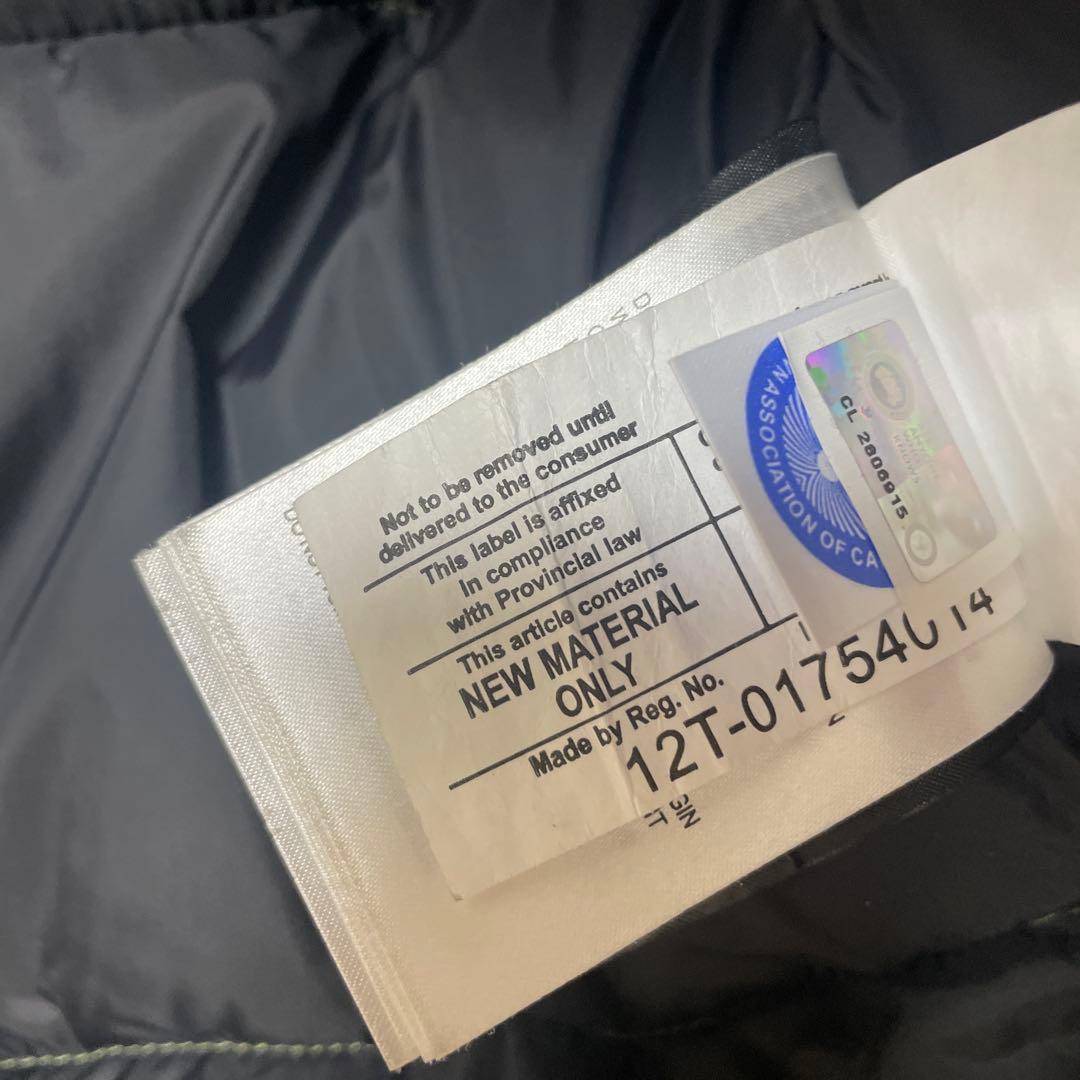 Not to be removed until
delivered to the consumer
This label is affixed
in compliance
with Provincial law
This article contains
NEW MATERIAL
ONLY
Made by Reg. No.
12T-01754014
ASSOCIATION OF CA
CL 2806915